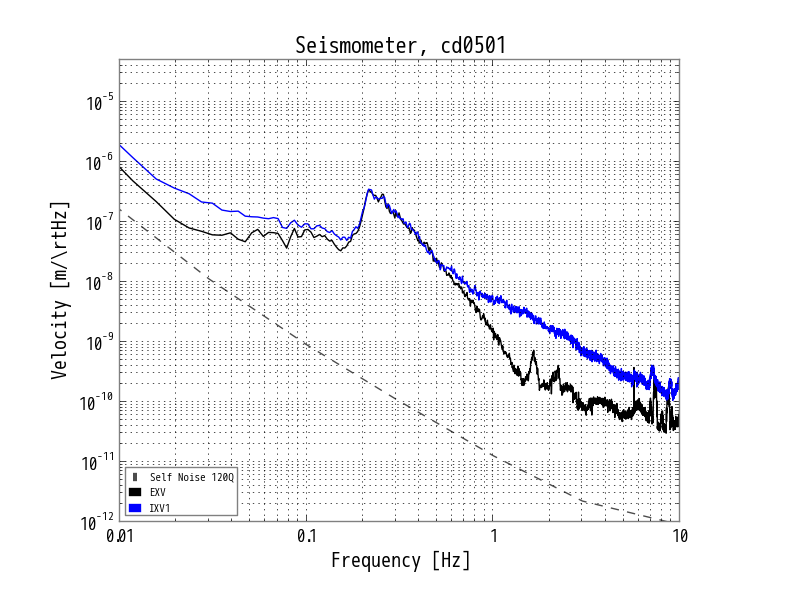 Seismometer, cd0501
Velocity [m/\rtHz]
10^-5
10^-6
10^-7
10^-8
10^-9
10^-10
10^-11
10^-12
Self Noise 120Q
EXV
IXV1
0.01
0.1
1
10
Frequency [Hz]